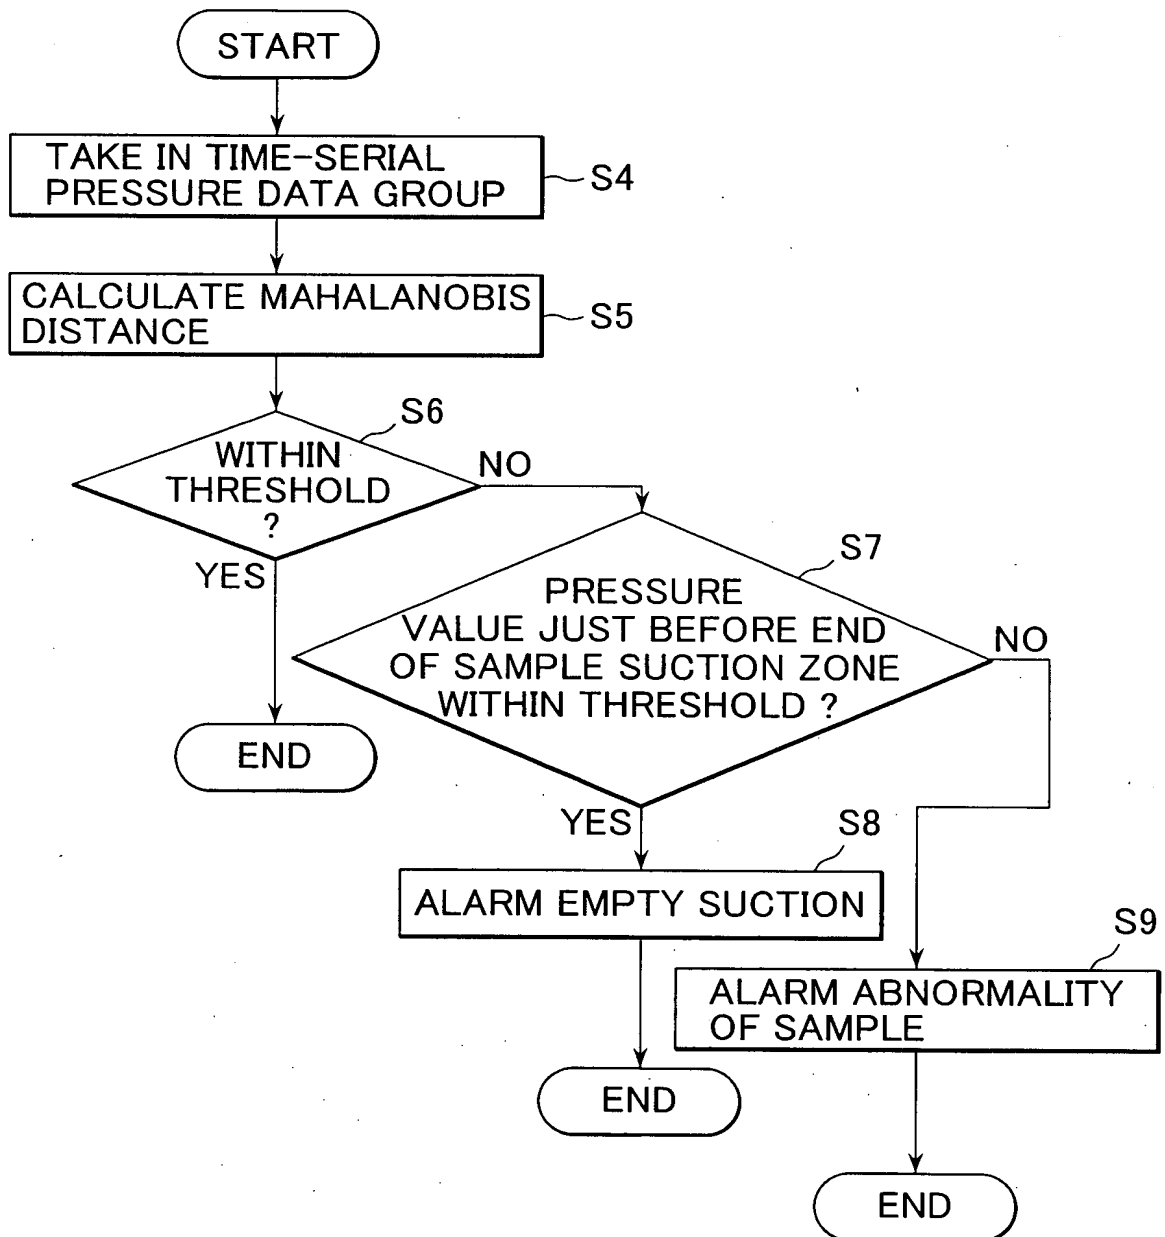 START
TAKE IN TIME-SERIAL
PRESSURE DATA GROUP
S4
CALCULATE MAHALANOBIS
DISTANCE
S5
S6
WITHIN
THRESHOLD
?
NO
YES
END
S7
PRESSURE
VALUE JUST BEFORE END
OF SAMPLE SUCTION ZONE
WITHIN THRESHOLD ?
NO
YES
S8
ALARM EMPTY SUCTION
END
S9
ALARM ABNORMALITY
OF SAMPLE
END